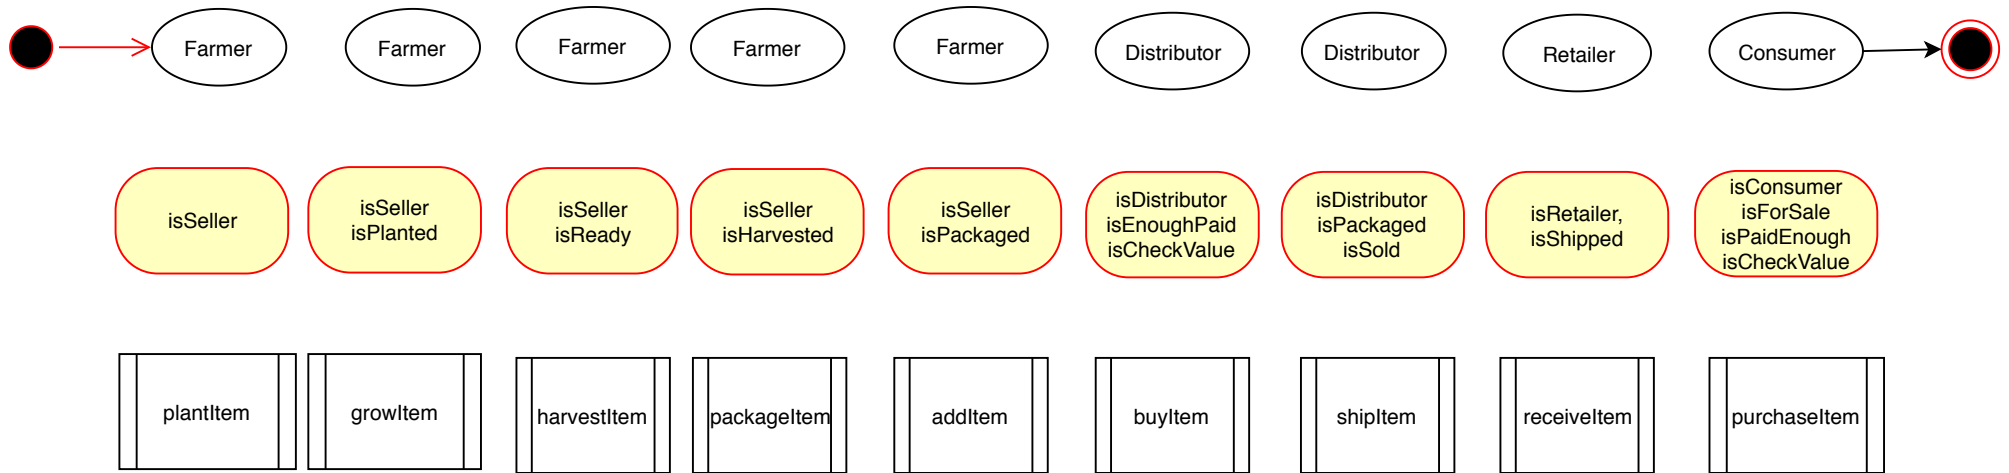 Farmer
Farmer
Farmer
Farmer
Farmer
Distributor
Distributor
Retailer
Consumer
isSeller
isSeller
isPlanted
isSeller
isReady
isSeller
isHarvested
isSeller
isPackaged
isDistributor
isEnoughPaid
isCheckValue
isDistributor
isPackaged
isSold
isRetailer,
isShipped
isConsumer
isForSale
isPaidEnough
isCheckValue
plantItem
growItem
harvestItem
packageItem
addItem
buyItem
shipItem
receiveItem
purchaseItem